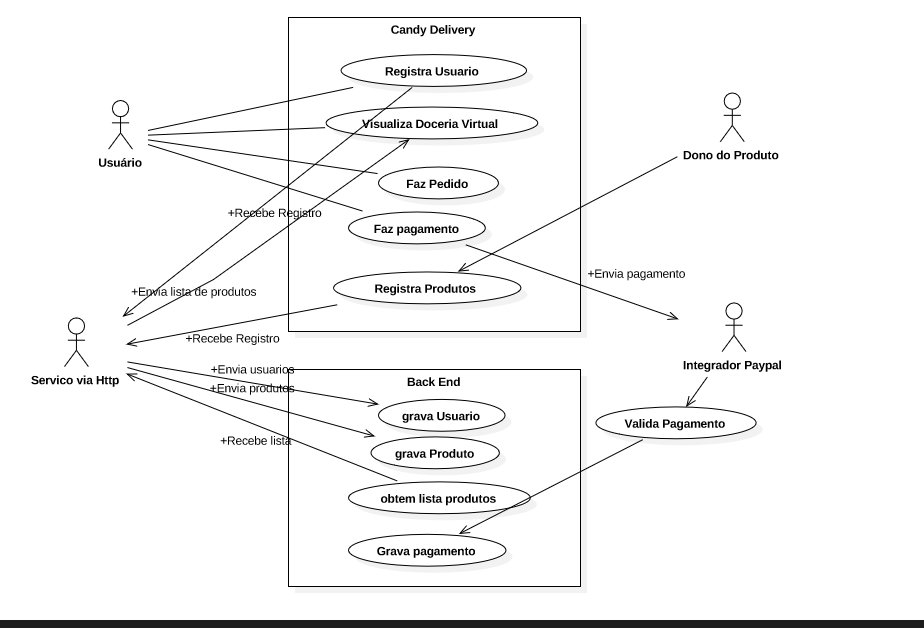 Candy Delivery
Registra Usuario
Visualiza Doceria Virtual
Usuário
Dono do Produto
Faz Pedido
+Recebe Registro
Faz pagamento
+Envia pagamento
+Envia lista de produtos
Registra Produtos
+Recebe Registro
Servico via Http
Integrador Paypal
+Envia usuarios
Back End
+Envia produtos
grava Usuario
Valida Pagamento
+Recebe lista
grava Produto
obtem lista produtos
Grava pagamento